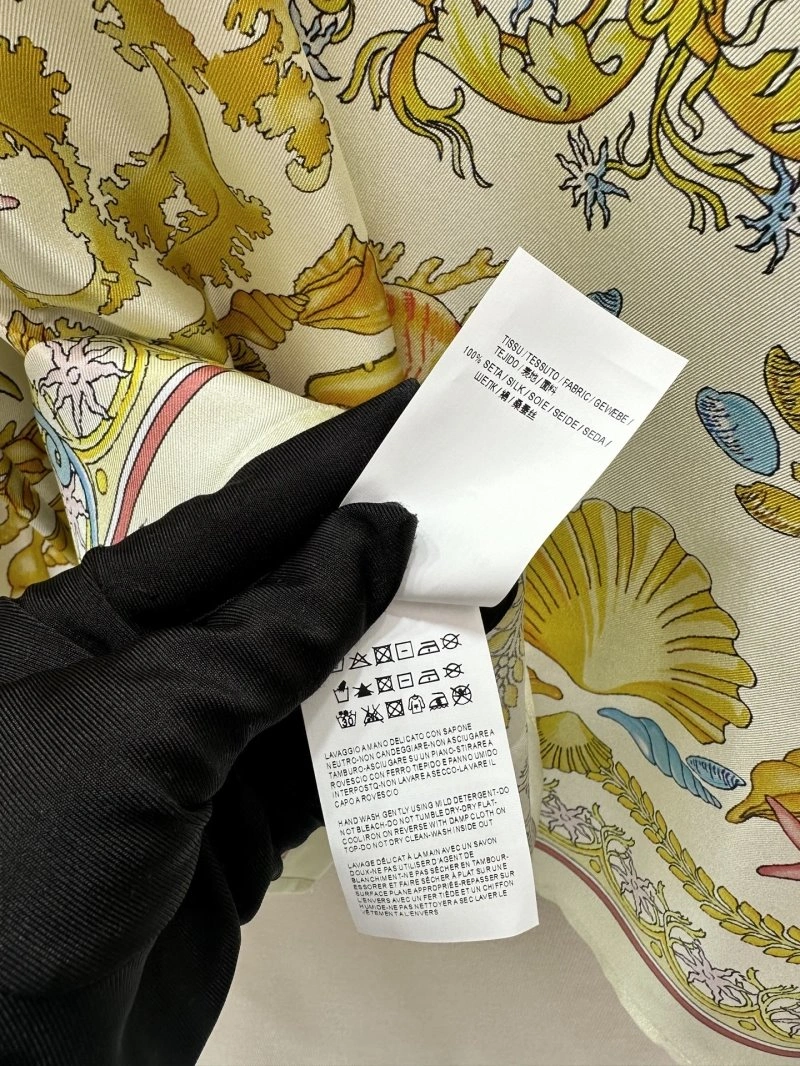 TISSU / TESSUTO / FABRIC / GEWEBE /
TEJIDO / 表地 / 面料
100% SETA / SILK / SOIE / SEIDE / SEDA /
ШЕЛК / 絹 / 桑蚕丝
30
LAVAGGIO A MANO DELICATO CON SAPONE
NEUTRO-NON CANDEGGIARE-NON ASCIUGARE A
TAMBURO-ASCIUGARE SU UN PIANO-STIRARE A
ROVESCIO CON FERRO TIEPIDO E PANNO UMIDO
INTERPOSTQ-NON LAVARE A SECCO-LAVARE IL
CAPO A ROVESCIO
HAND WASH GENTLY USING MILD DETERGENT-DO
NOT BLEACH-DO NOT TUMBLE DRY-DRY FLAT-
COOL IRON ON REVERSE WITH DAMP CLOTH ON
TOP-DO NOT DRY CLEAN-WASH INSIDE OUT
LAVAGE DÉLICAT À LA MAIN AVEC UN SAVON
DOUX-NE PAS UTILISER D'AGENT DE
BLANCHIMENT-NE PAS SÉCHER EN TAMBOUR-
ESSORER ET FAIRE SÉCHER À PLAT SUR UNE
SURFACE PLANE APPROPRIÉE-REPASSER SUR
L'ENVERS AVEC UN FER TIÈDE ET UN CHIFFON
HUMIDE-NE PAS NETTOYER A SEC LAVER LE
VÊTEMENT A L'ENVERS